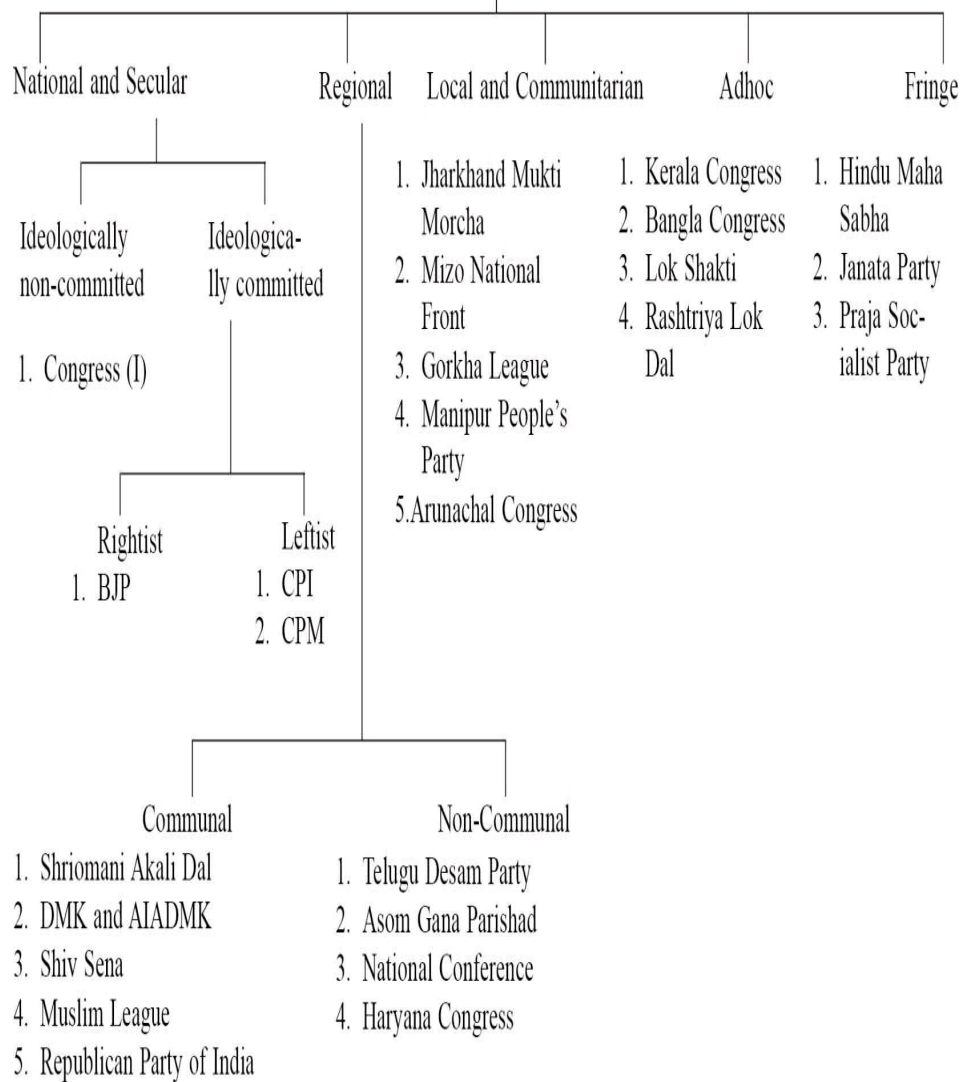 National and Secular
Regional
Local and Communitarian
Adhoc
Fringe
Ideologically
non-committed
1. Congress (I)
Ideologica-
lly committed
Rightist
1. BJP
Leftist
1. CPI
2. CPM
1. Jharkhand Mukti
Morcha
2. Mizo National
Front
3. Gorkha League
4. Manipur People’s
Party
5.Arunachal Congress
1. Kerala Congress
2. Bangla Congress
3. Lok Shakti
4. Rashtriya Lok
Dal
1. Hindu Maha
Sabha
2. Janata Party
3. Praja Soc-
ialist Party
Communal
1. Shriomani Akali Dal
2. DMK and AIADMK
3. Shiv Sena
4. Muslim League
5. Republican Party of India
Non-Communal
1. Telugu Desam Party
2. Asom Gana Parishad
3. National Conference
4. Haryana Congress